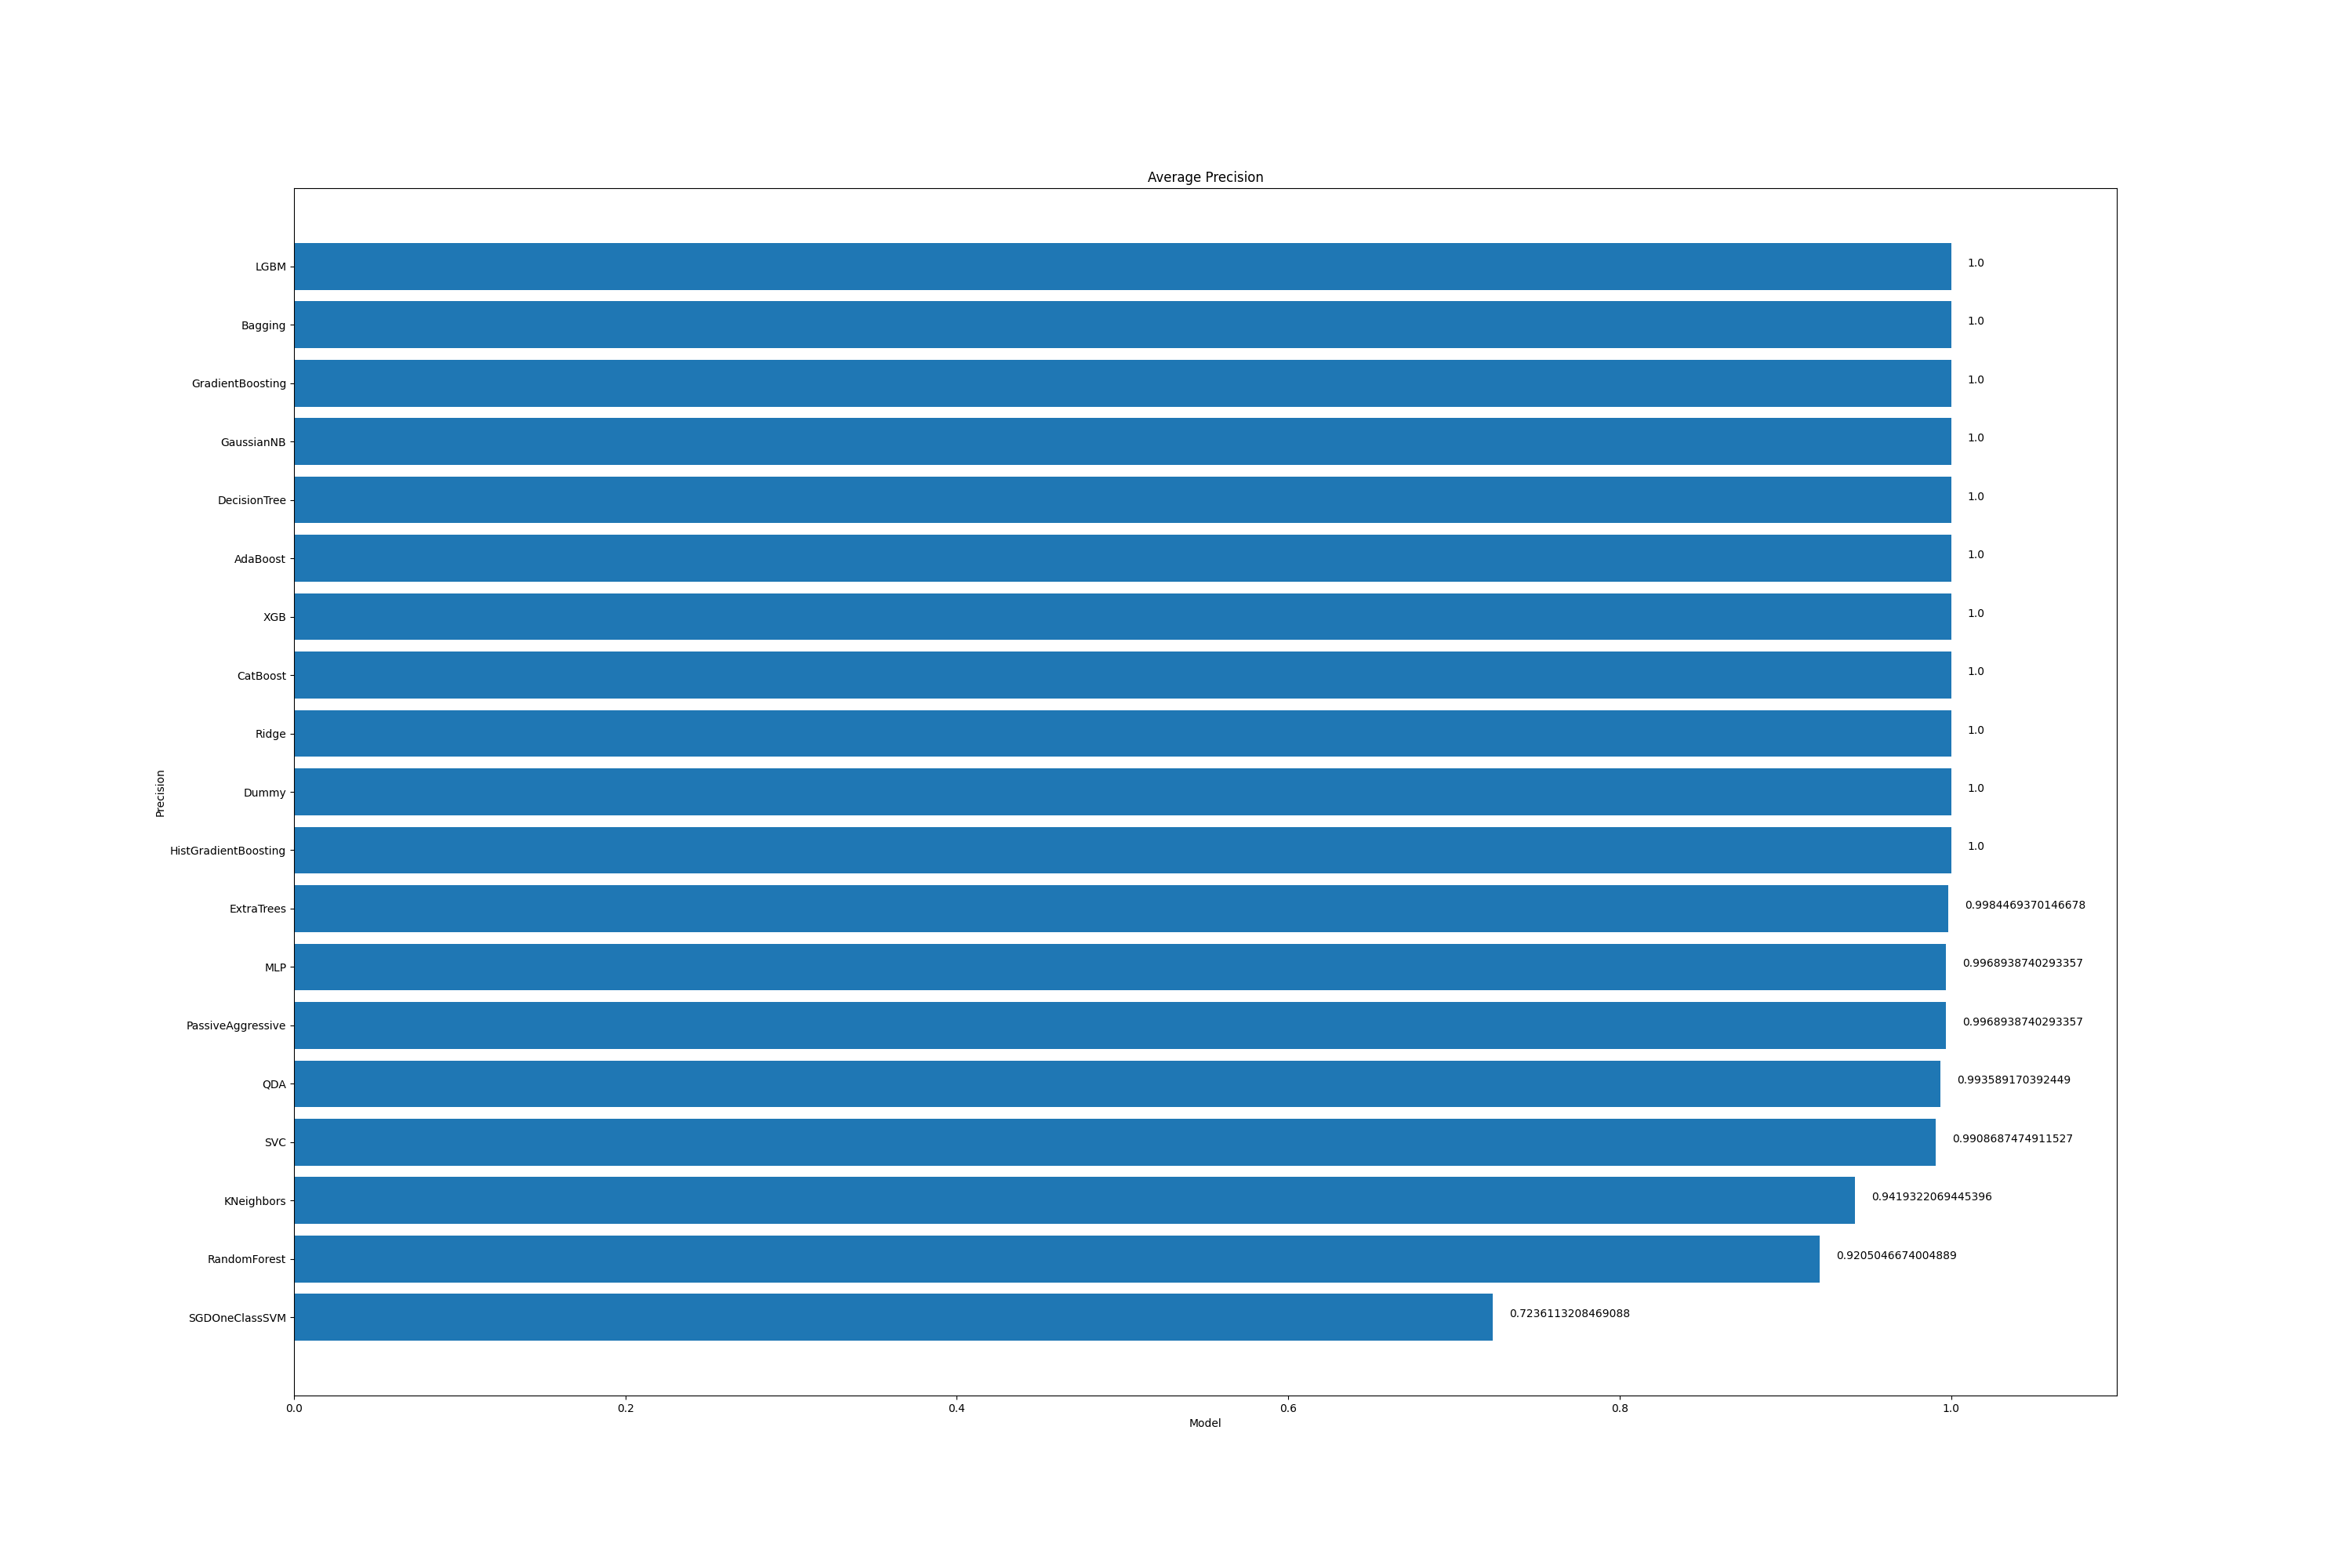 Average Precision
LGBM 1.0
Bagging 1.0
GradientBoosting 1.0
GaussianNB 1.0
DecisionTree 1.0
AdaBoost 1.0
XGB 1.0
CatBoost 1.0
Ridge 1.0
Precision
Dummy 1.0
HistGradientBoosting 1.0
ExtraTrees 0.9984469370146678
MLP 0.9968938740293357
PassiveAggressive 0.9968938740293357
QDA 0.993589170392449
SVC 0.9908687474911527
KNeighbors 0.9419322069445396
RandomForest 0.9205046674004889
SGDOneClassSVM 0.7236113208469088
0.0 0.2 0.4 0.6 0.8 1.0
Model